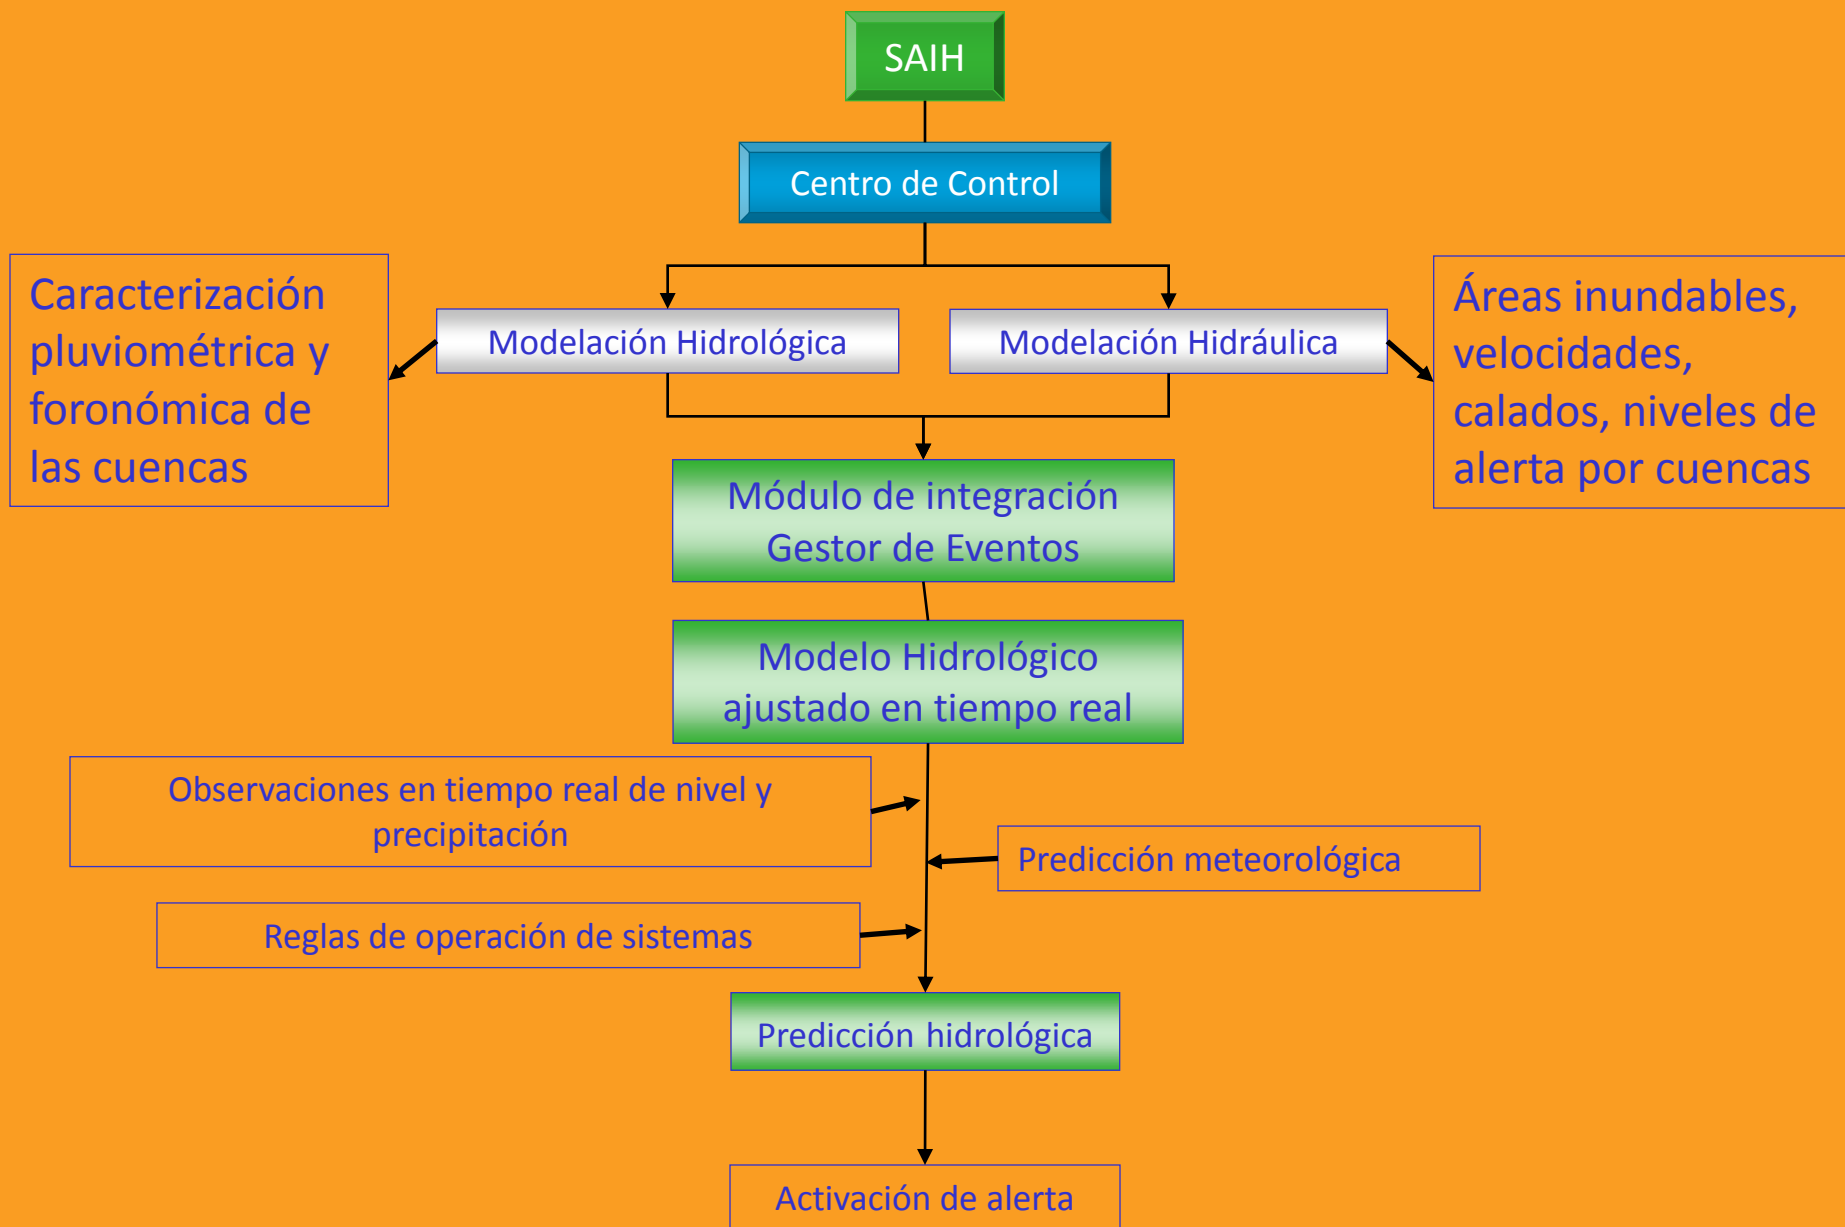 SAIH
Centro de Control
Caracterización
pluviométrica y
foronómica de
las cuencas
Modelación Hidrológica
Modelación Hidráulica
Áreas inundables,
velocidades,
calados, niveles de
alerta por cuencas
Módulo de integración
Gestor de Eventos
Modelo Hidrológico
ajustado en tiempo real
Observaciones en tiempo real de nivel y
precipitación
Predicción meteorológica
Reglas de operación de sistemas
Predicción hidrológica
Activación de alerta